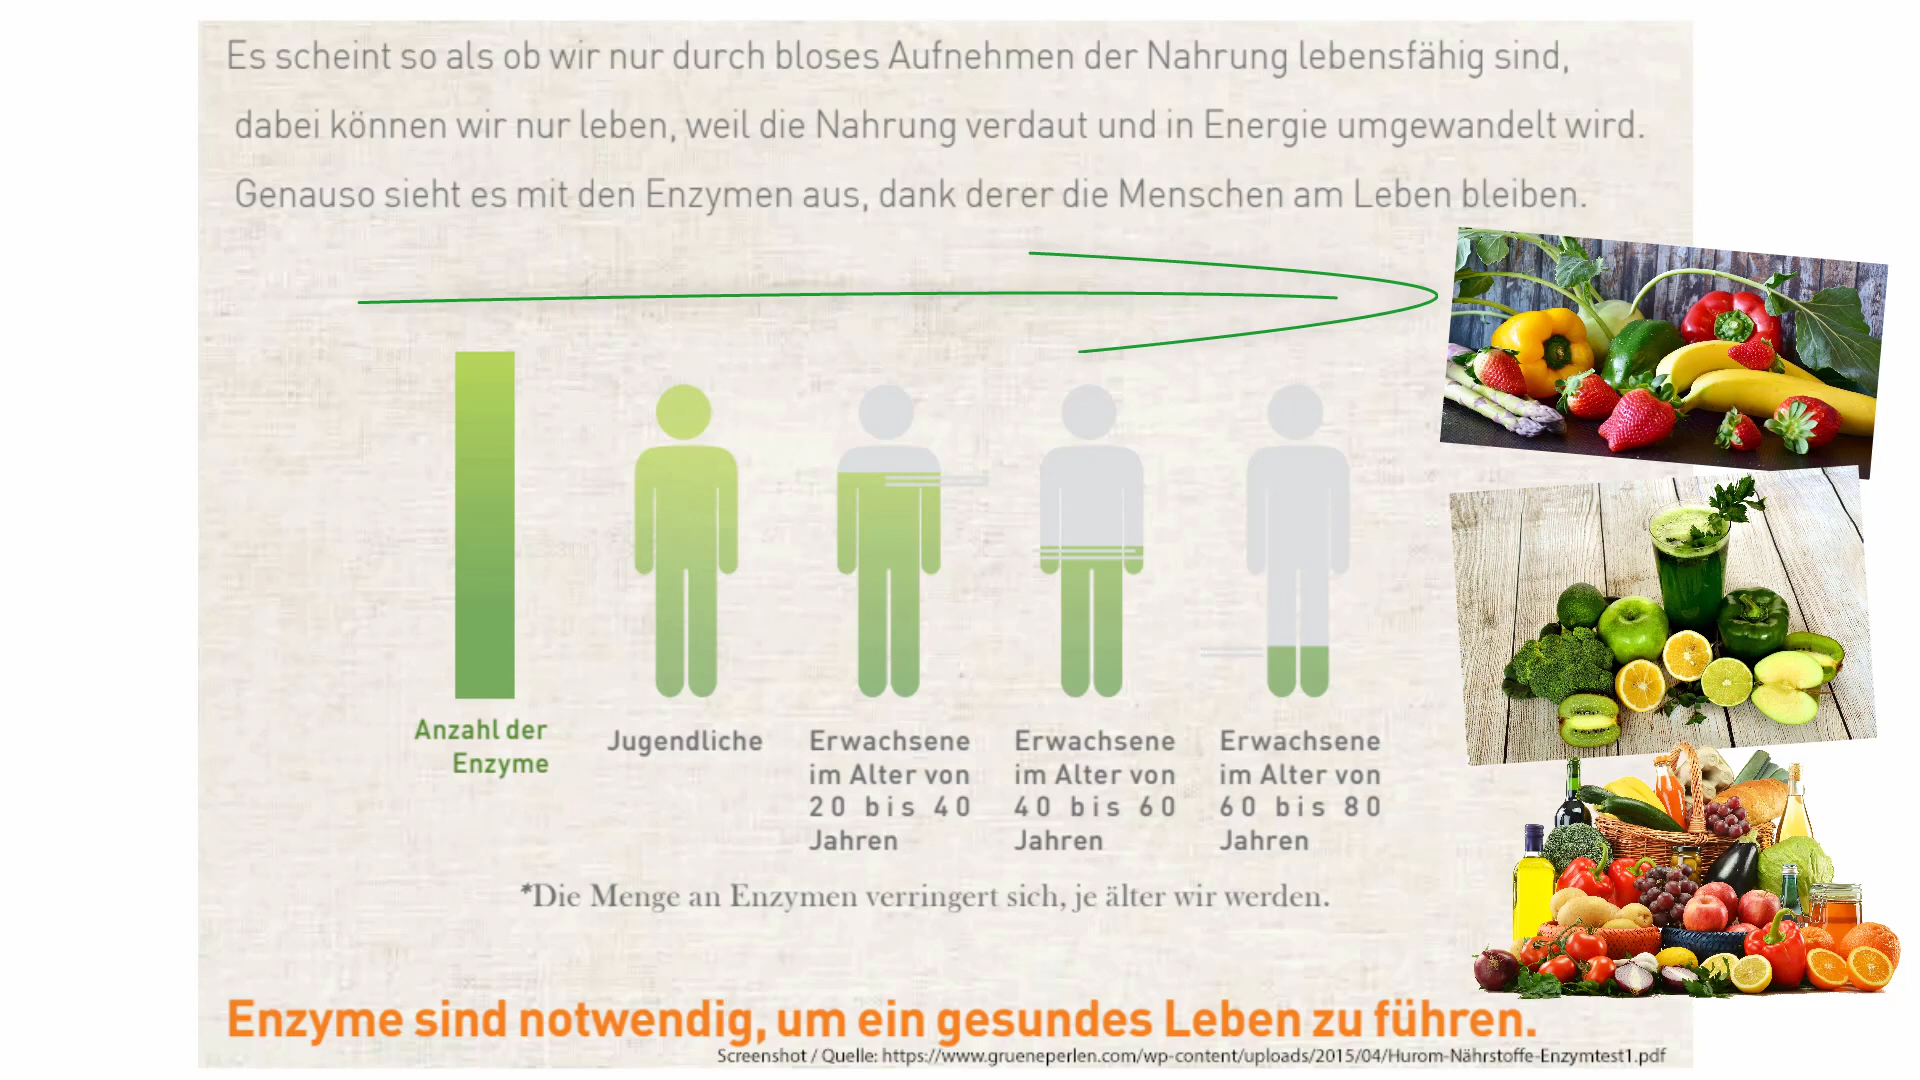 Es scheint so als ob wir nur durch bloses Aufnehmen der Nahrung lebensfähig sind,
dabei können wir nur leben, weil die Nahrung verdaut und in Energie umgewandelt wird.
Genauso sieht es mit den Enzymen aus, dank derer die Menschen am Leben bleiben.
Anzahl der
Enzyme
Jugendliche
Erwachsene
im Alter von
20 bis 40
Jahren
Erwachsene
im Alter von
40 bis 60
Jahren
Erwachsene
im Alter von
60 bis 80
Jahren
*Die Menge an Enzymen verringert sich, je älter wir werden.
Enzyme sind notwendig, um ein gesundes Leben zu führen.
Screenshot / Quelle: https://www.grueneperlen.com/wp-content/uploads/2015/04/Hurom-Nährstoffe-Enzymtest1.pdf